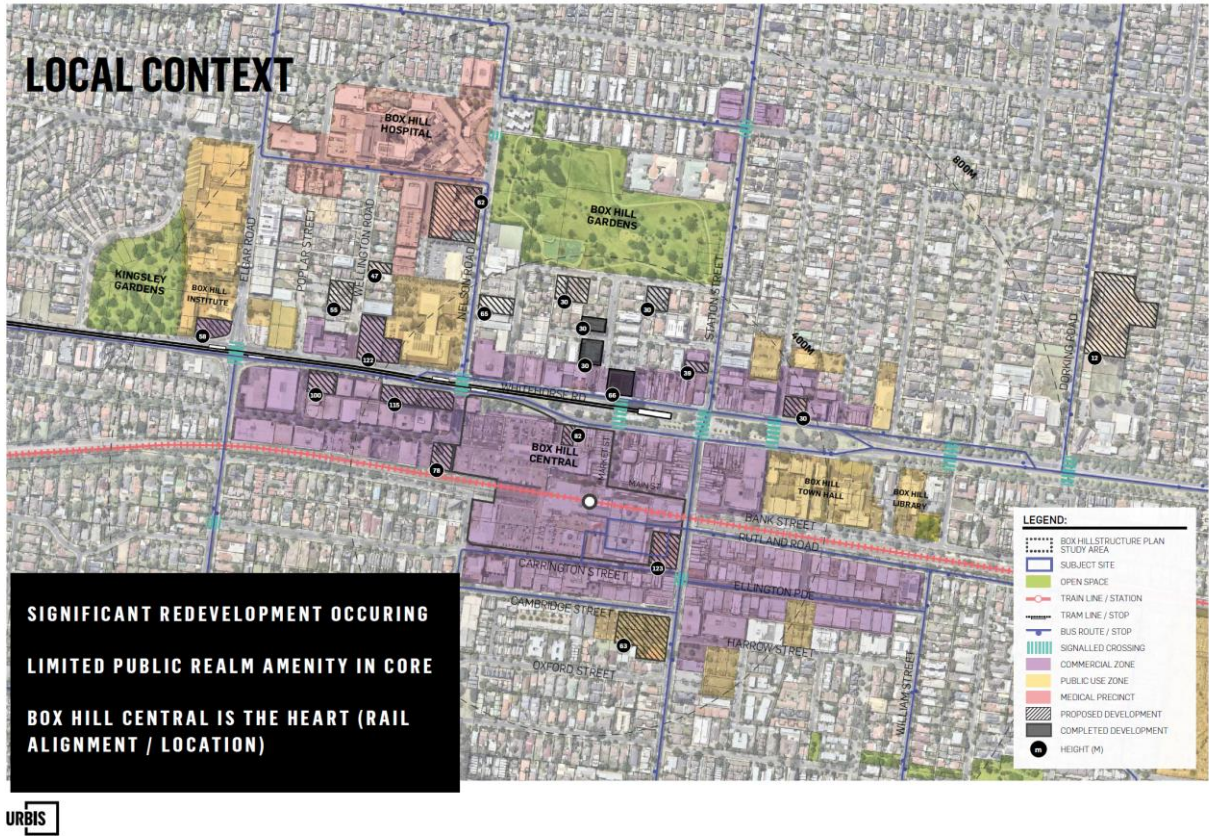 LOCAL CONTEXT
BOX HILL
HOSPITAL
800M
62
BOX HILL
GARDENS
ELGAR ROAD
POPLAR STREET
WELLINGTON ROAD
NELSON ROAD
STATION STREET
KINGSLEY
GARDENS
BOX HILL
INSTITUTE
47
55
65
30
30
30
30
58
122
400M
DORKING ROAD
12
39
66
WHITEHORSE RD
100
115
30
82
BOX HILL
CENTRAL
MARKET ST
78
MAIN ST
BOX HILL
TOWN HALL
BOX HILL
LIBRARY
BANK STREET
RUTLAND ROAD
CARRINGTON STREET
123
ELLINGTON PDE
CAMBRIDGE STREET
63
HARROW STREET
OXFORD STREET
WILLIAM STREET
LEGEND:
BOX HILLSTRUCTURE PLAN
STUDY AREA
SUBJECT SITE
OPEN SPACE
TRAIN LINE / STATION
TRAM LINE / STOP
BUS ROUTE / STOP
SIGNALLED CROSSING
COMMERCIAL ZONE
PUBLIC USE ZONE
MEDICAL PRECINCT
PROPOSED DEVELOPMENT
COMPLETED DEVELOPMENT
m HEIGHT (M)
SIGNIFICANT REDEVELOPMENT OCCURING
LIMITED PUBLIC REALM AMENITY IN CORE
BOX HILL CENTRAL IS THE HEART (RAIL
ALIGNMENT / LOCATION)
URBIS